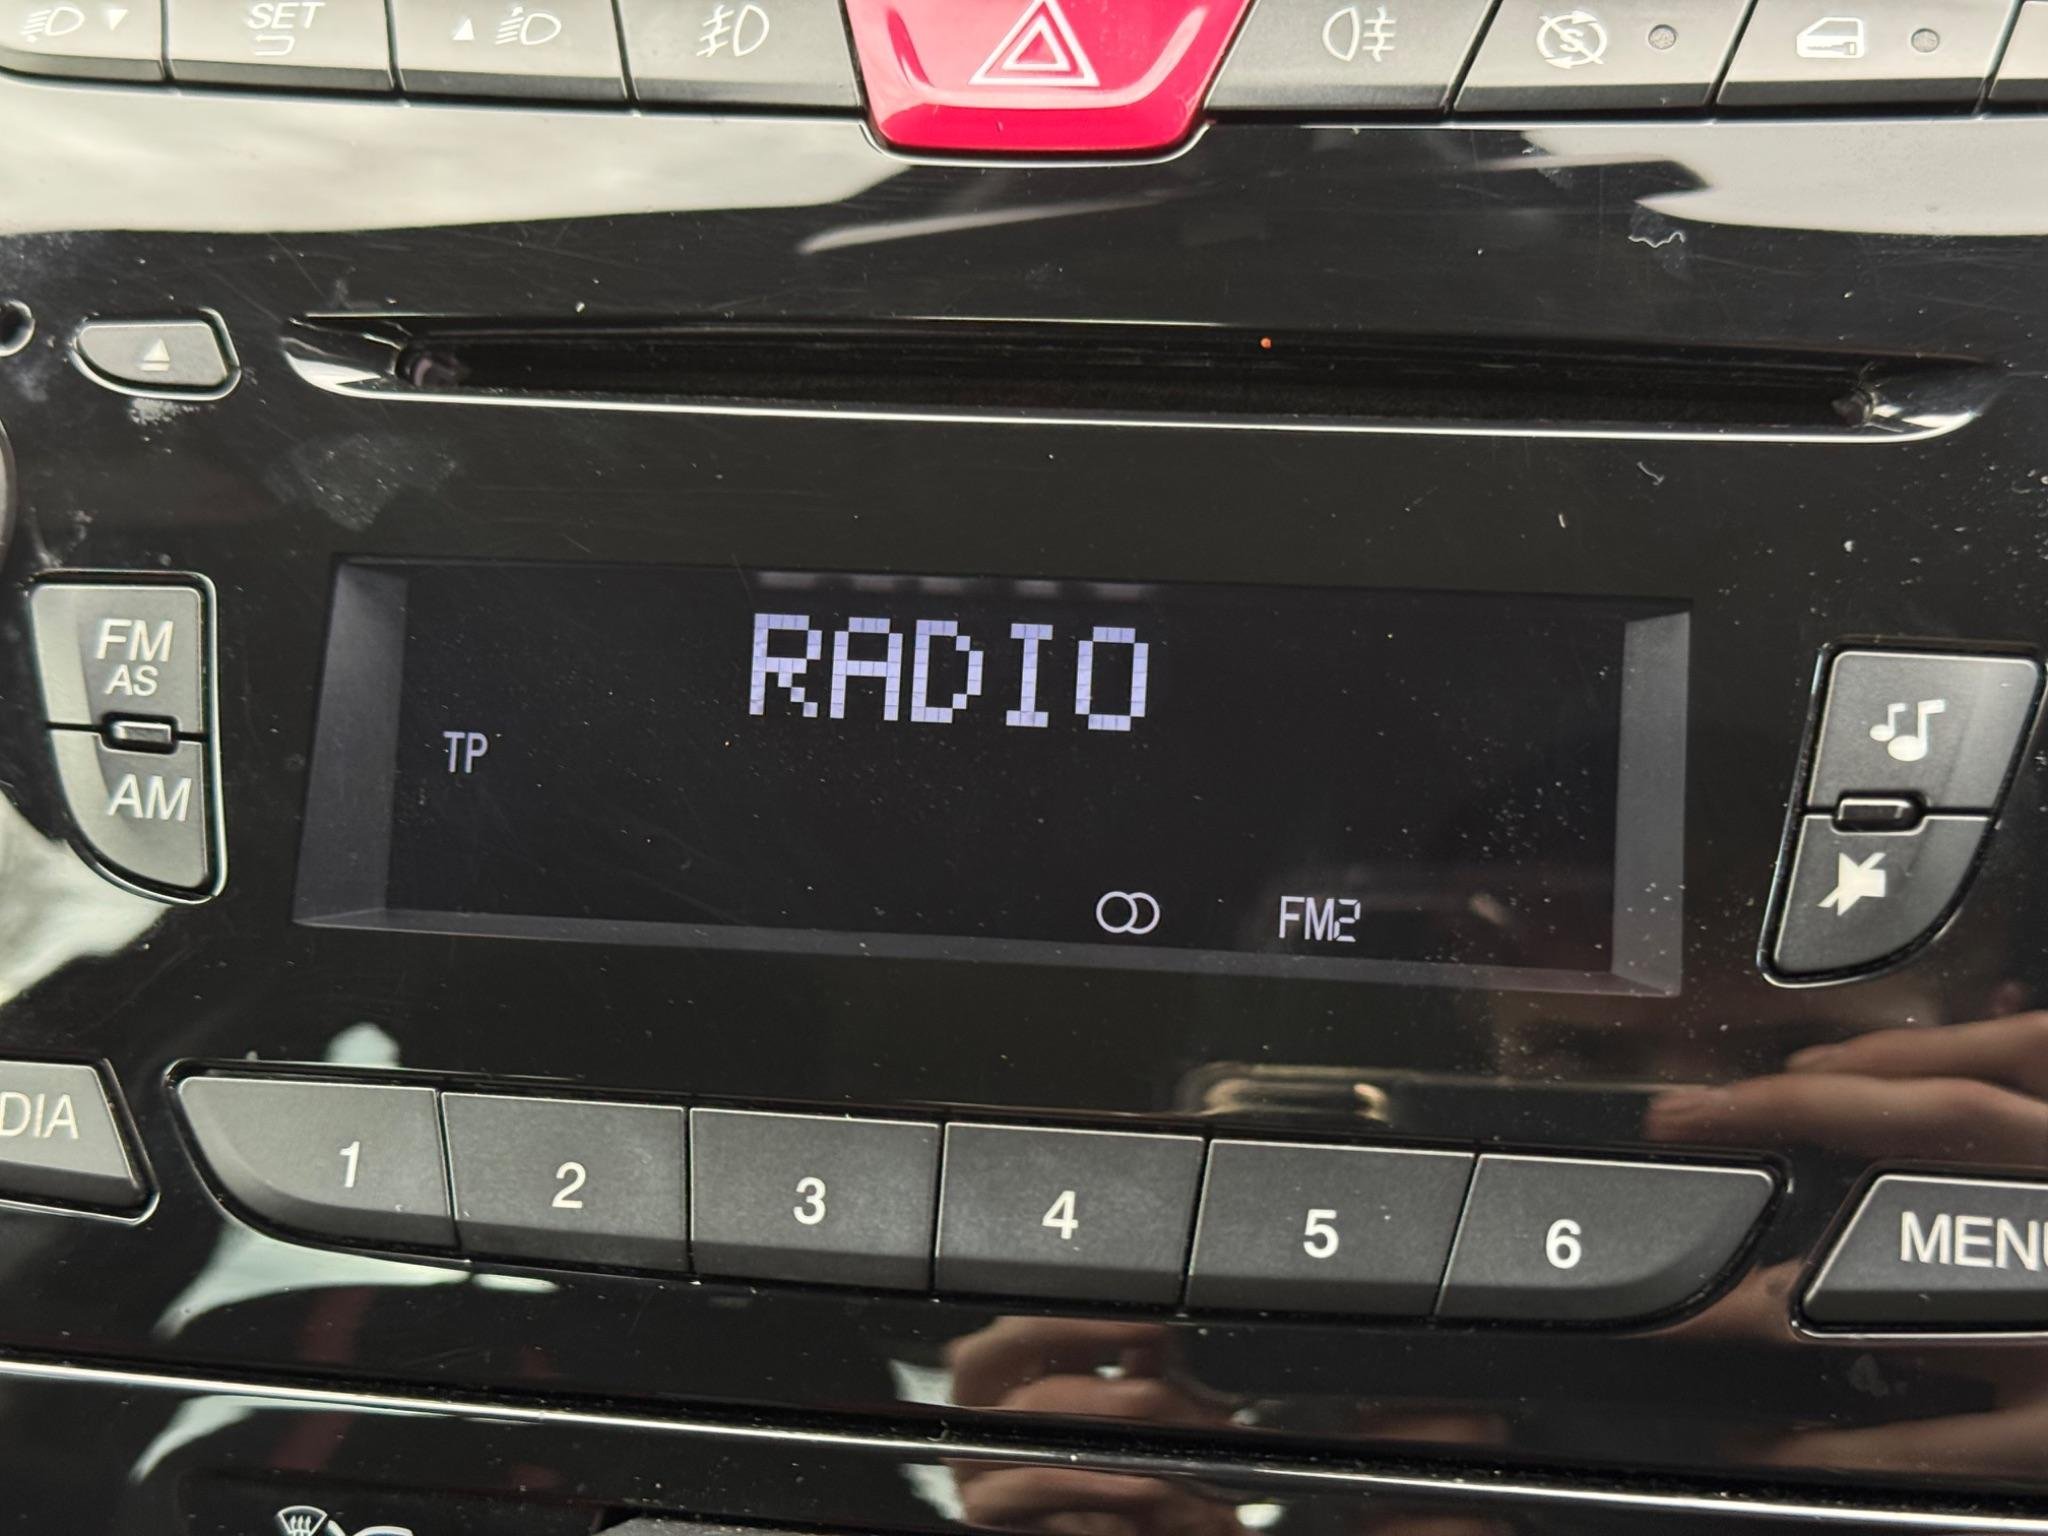 SET
FM
AS
AM
RADIO
TP
FM2
DIA
1 2 3 4 5 6
MENU